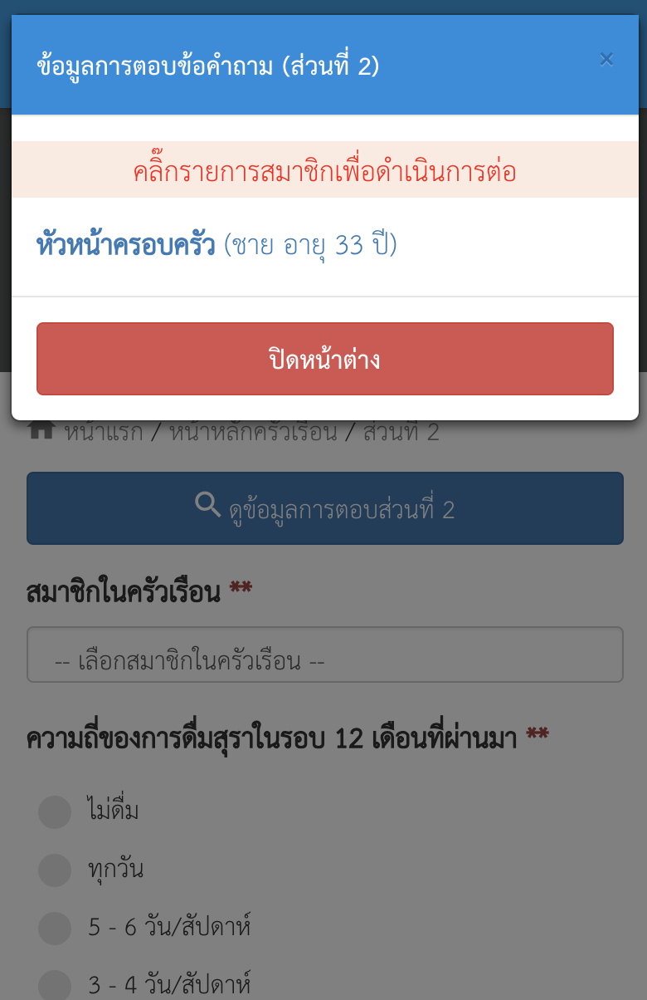 ข้อมูลการตอบข้อคำถาม (ส่วนที่ 2)
×
คลิ๊กรายการสมาชิกเพื่อดำเนินการต่อ
หัวหน้าครอบครัว (ชาย อายุ 33 ปี)
ปิดหน้าต่าง
หน้าแรก / หน้าหลักครัวเรือน / ส่วนที่ 2
ดูข้อมูลการตอบส่วนที่ 2
สมาชิกในครัวเรือน **
-- เลือกสมาชิกในครัวเรือน --
ความถี่ของการดื่มสุราในรอบ 12 เดือนที่ผ่านมา **
ไม่ดื่ม
ทุกวัน
5 - 6 วัน/สัปดาห์
3 - 4 วัน/สัปดาห์